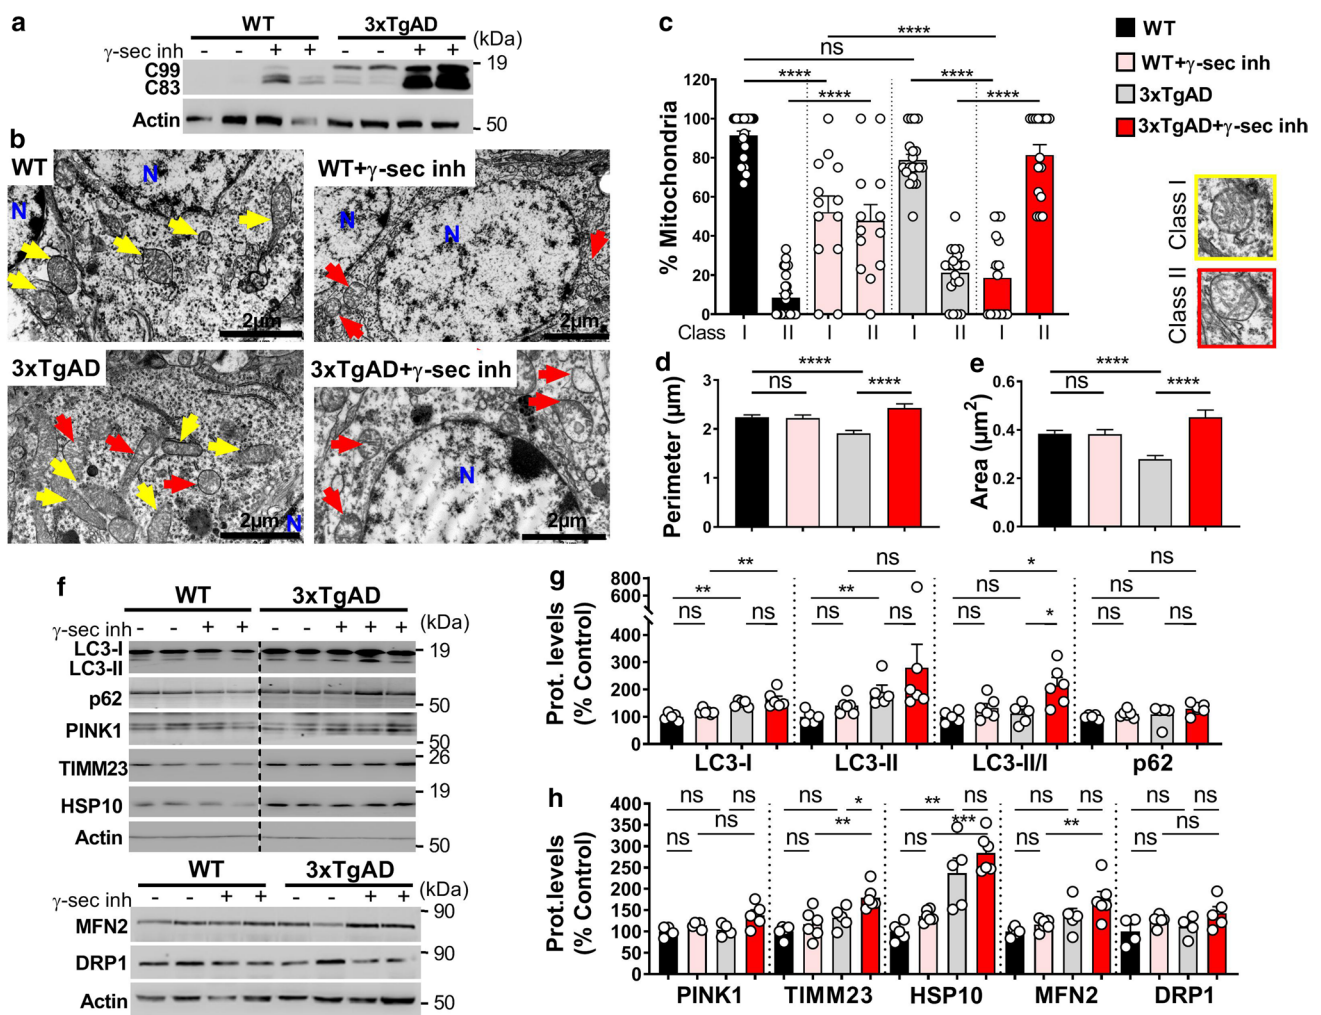 a
WT 3xTgAD
γ-sec inh - - + + - - + + (kDa)
C99 19
C83
Actin 50
b
WT
N
N
2μm
WT+γ-sec inh
N
N
2μm
3xTgAD
2μm
N
3xTgAD+γ-sec inh
N
2μm
c
****
ns
**** ****
**** ****
120
100
80
60
40
20
0
% Mitochondria
Class I II I II I II I II
WT
WT+γ-sec inh
3xTgAD
3xTgAD+γ-sec inh
Class I
Class II
d
****
ns ****
3
2
1
0
Perimeter (μm)
e
****
ns ****
0.6
0.4
0.2
0.0
Area (μm2)
f
WT 3xTgAD
γ-sec inh - - + + - - + + + (kDa)
LC3-I 19
LC3-II
p62 50
PINK1 50
TIMM23 26
HSP10 19
Actin 50
WT 3xTgAD
γ-sec inh - - + + - - + + (kDa)
MFN2 90
DRP1 90
Actin 50
g
** ns * ns
** ** ns ns
ns ns ns ns ns * ns ns
800
600
400
300
200
100
0
Prot. levels
(% Control)
LC3-I LC3-II LC3-II/I p62
h
ns ns ns * ** ns ns ns ns ns
ns ** *** ** ns
ns ns ns ns ns
400
350
300
250
200
150
100
50
0
Prot.levels
(% Control)
PINK1 TIMM23 HSP10 MFN2 DRP1